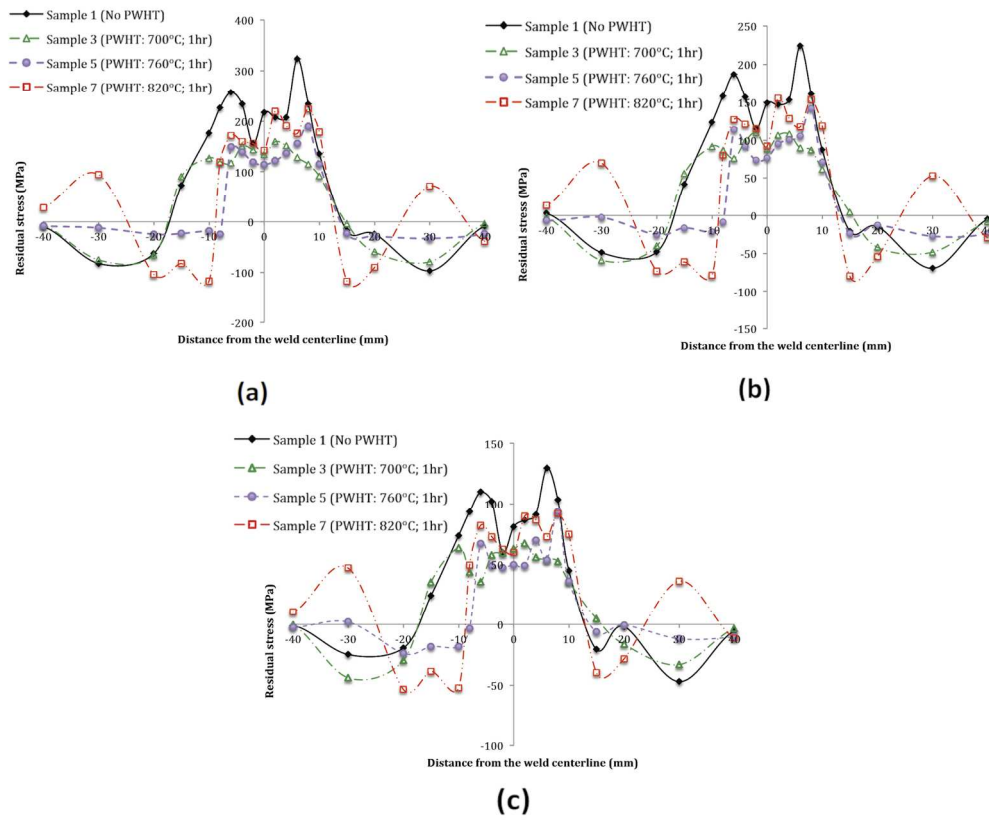 Sample 1 (No PWHT)
Sample 3 (PWHT: 700°C; 1hr)
Sample 5 (PWHT: 760°C; 1hr)
Sample 7 (PWHT: 820°C; 1hr)
Residual stress (MPa)
400
300
200
100
0
-100
-200
-40 -30 -20 -10 0 10 20 30 40
Distance from the weld centerline (mm)
(a)
Sample 1 (No PWHT)
Sample 3 (PWHT: 700°C; 1hr)
Sample 5 (PWHT: 760°C; 1hr)
Sample 7 (PWHT: 820°C; 1hr)
Residual stress (MPa)
250
200
150
100
50
0
-50
-100
-150
-40 -30 -20 -10 0 10 20 30 40
Distance from the weld centerline (mm)
(b)
Sample 1 (No PWHT)
Sample 3 (PWHT: 700°C; 1hr)
Sample 5 (PWHT: 760°C; 1hr)
Sample 7 (PWHT: 820°C; 1hr)
Residual stress (MPa)
150
100
50
0
-50
-100
-40 -30 -20 -10 0 10 20 30 40
Distance from the weld centerline (mm)
(c)